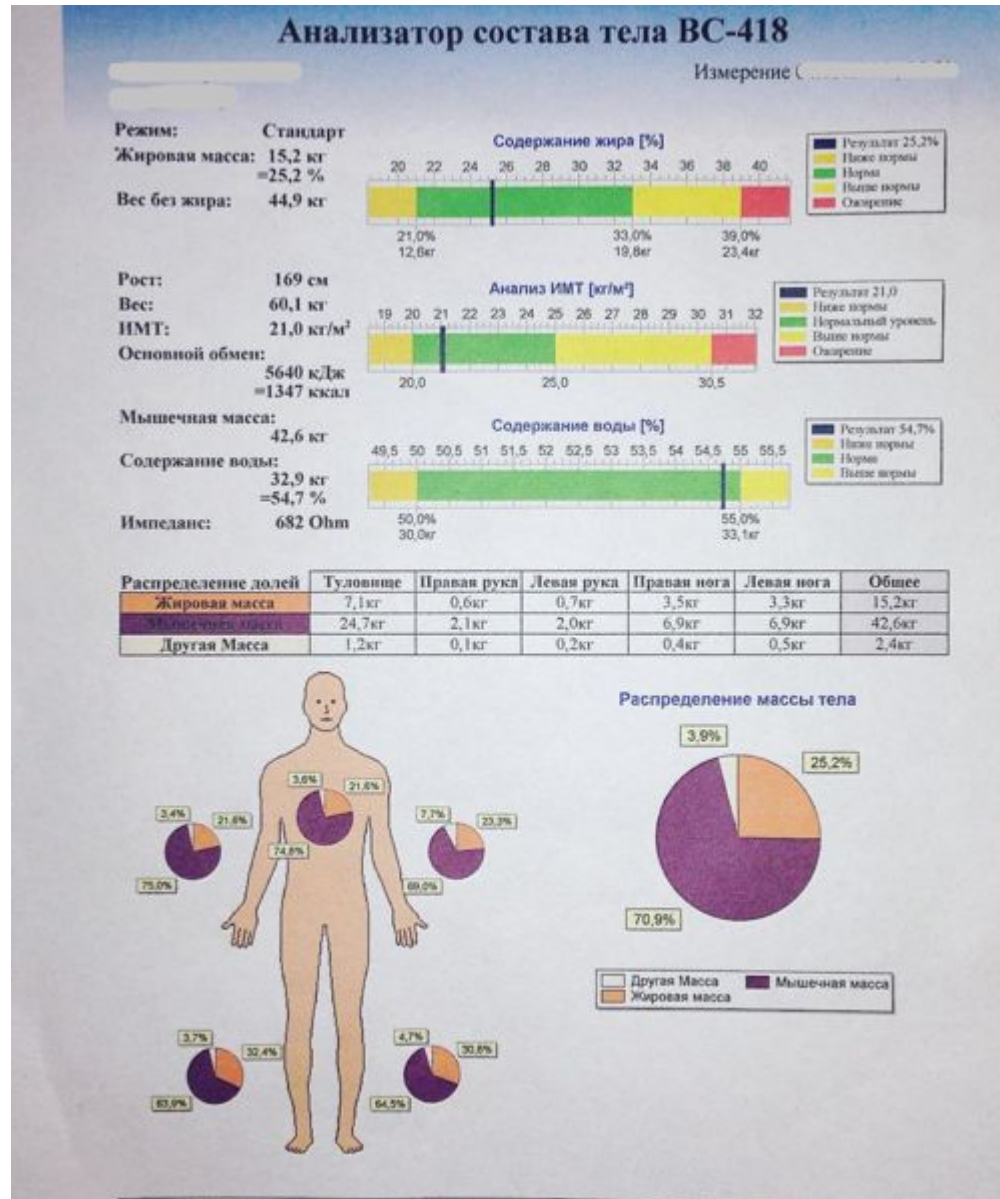 Анализатор состава тела BC-418
Измерение
Режим: Стандарт
Жировая масса: 15,2 кг
=25,2 %
Вес без жира: 44,9 кг
Содержание жира [%]
20 22 24 26 28 30 32 34 36 38 40
21,0% 33,0% 39,0%
12,6кг 19,8кг 23,4кг
Результат 25,2%
Ниже нормы
Норма
Выше нормы
Ожирение
Рост: 169 см
Вес: 60,1 кг
ИМТ: 21,0 кг/м²
Основной обмен:
5640 кДж
=1347 ккал
Анализ ИМТ [кг/м²]
19 20 21 22 23 24 25 26 27 28 29 30 31 32
20,0 25,0 30,5
Результат 21,0
Ниже нормы
Нормальный уровень
Выше нормы
Ожирение
Мышечная масса:
42,6 кг
Содержание воды:
32,9 кг
=54,7 %
Импеданс: 682 Ohm
Содержание воды [%]
49,5 50 50,5 51 51,5 52 52,5 53 53,5 54 54,5 55 55,5
50,0% 55,0%
30,0кг 33,1кг
Результат 54,7%
Ниже нормы
Норма
Выше нормы
Распределение долей Туловище Правая рука Левая рука Правая нога Левая нога Общее
Жировая масса 7,1кг 0,6кг 0,7кг 3,5кг 3,3кг 15,2кг
Мышечная масса 24,7кг 2,1кг 2,0кг 6,9кг 6,9кг 42,6кг
Другая Масса 1,2кг 0,1кг 0,2кг 0,4кг 0,5кг 2,4кг
3,6% 21,6%
74,8%
3,4% 21,6%
75,0%
7,7% 23,3%
69,0%
3,7% 32,4%
63,9%
4,7% 30,8%
64,5%
Распределение массы тела
3,9%
25,2%
70,9%
Другая Масса Мышечная масса
Жировая масса